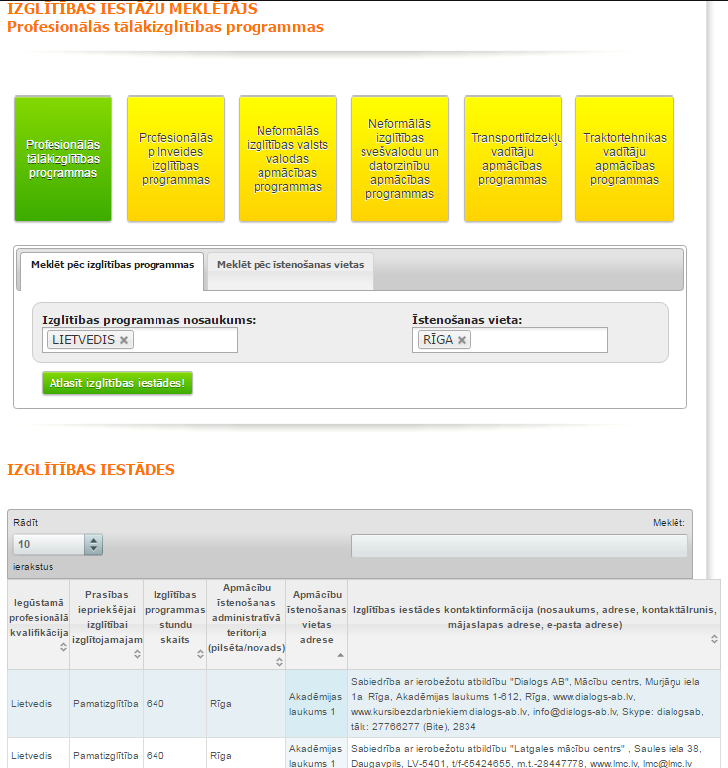 IZGLĪTĪBAS IESTĀŽU MEKLĒTĀJS
Profesionālās tālākizglītības programmas
Profesionālās
tālākizglītības
programmas
Profesionālās
pilnveides
izglītības
programmas
Neformālās
izglītības valsts
valodas
apmācības
programmas
Neformālās
izglītības
svešvalodu un
datorzinību
apmācības
programmas
Transportlīdzekļu
vadītāju
apmācības
programmas
Traktortehnikas
vadītāju
apmācības
programmas
Meklēt pēc izglītības programmas
Meklēt pēc īstenošanas vietas
Izglītības programmas nosaukums:
Īstenošanas vieta:
LIETVEDIS ×
RĪGA ×
Atlasīt izglītības iestādes!
IZGLĪTĪBAS IESTĀDES
Rādīt
Meklēt:
10
ierakstus
Iegūstamā
profesionālā
kvalifikācija
Prasības
iepriekšējai
izglītībai
izglītojamajam
Izglītības
programmas
stundu
skaits
Apmācību
īstenošanas
administratīvā
teritorija
(pilsēta/novads)
Apmācību
īstenošanas
vietas
adrese
Izglītības iestādes kontaktinformācija (nosaukums, adrese, kontakttālrunis,
mājaslapas adrese, e-pasta adrese)
Lietvedis
Pamatizglītība
640
Rīga
Akadēmijas
laukums 1
Sabiedrība ar ierobežotu atbildību "Dialogs AB", Mācību centrs, Murjāņu iela
1a, Rīga, Akadēmijas laukums 1-612, Rīga, www.dialogs-ab.lv,
www.kursibezdarbniekiem.dialogs-ab.lv, info@dialogs-ab.lv, Skype: dialogsab,
tālr.: 27766277 (Bite), 2834
Lietvedis
Pamatizglītība
640
Rīga
Akadēmijas
laukums 1
Sabiedrība ar ierobežotu atbildību "Latgales mācību centrs" , Saules iela 38,
Daugavpils, LV-5401, t/f-65424655, m.t.-28447778, www.lmc.lv, lmc@lmc.lv